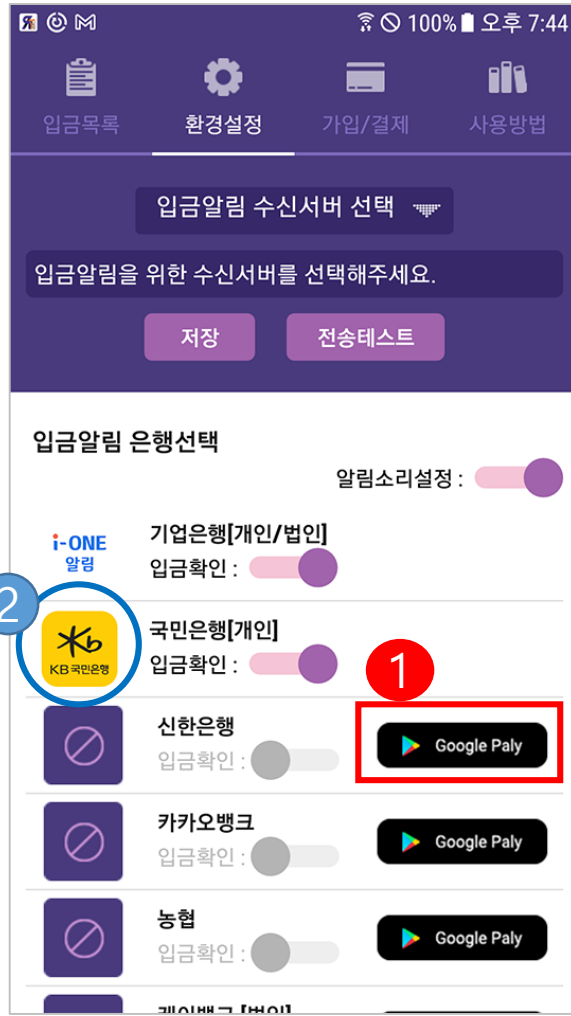 100% 오후 7:44
입금목록 환경설정 가입/결제 사용방법
입금알림 수신서버 선택
입금알림을 위한 수신서버를 선택해주세요.
저장 전송테스트
입금알림 은행선택
알림소리설정 :
i-ONE
알림
기업은행[개인/법인]
입금확인 :
2
KB국민은행
국민은행[개인]
입금확인 :
1
신한은행
입금확인 :
Google Paly
카카오뱅크
입금확인 :
Google Paly
농협
입금확인 :
Google Paly